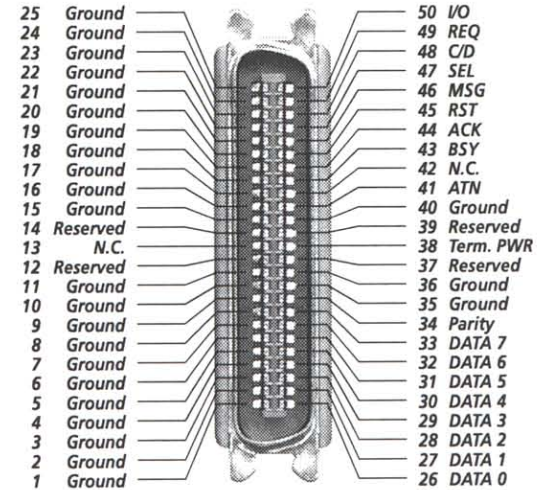 25 Ground
24 Ground
23 Ground
22 Ground
21 Ground
20 Ground
19 Ground
18 Ground
17 Ground
16 Ground
15 Ground
14 Reserved
13 N.C.
12 Reserved
11 Ground
10 Ground
9 Ground
8 Ground
7 Ground
6 Ground
5 Ground
4 Ground
3 Ground
2 Ground
1 Ground
50 I/O
49 REQ
48 C/D
47 SEL
46 MSG
45 RST
44 ACK
43 BSY
42 N.C.
41 ATN
40 Ground
39 Reserved
38 Term. PWR
37 Reserved
36 Ground
35 Ground
34 Parity
33 DATA 7
32 DATA 6
31 DATA 5
30 DATA 4
29 DATA 3
28 DATA 2
27 DATA 1
26 DATA 0